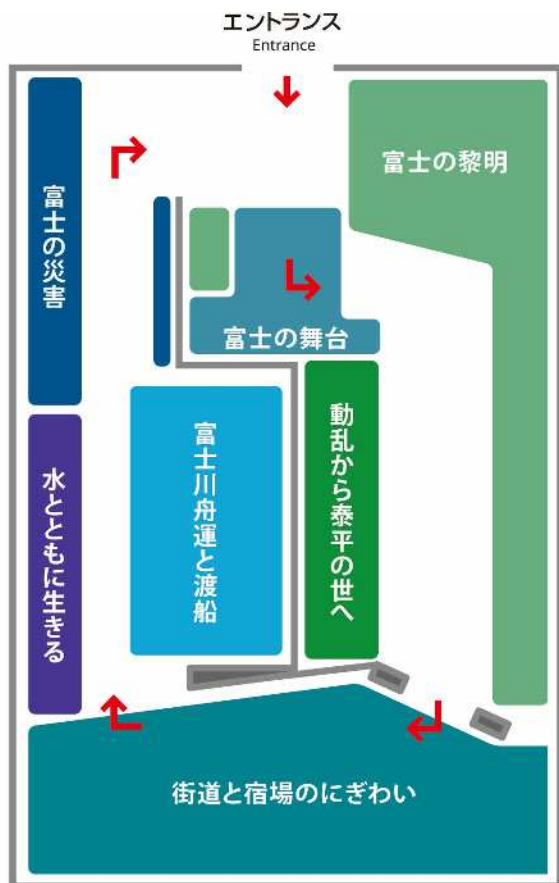 エントランス
Entrance
富士の黎明
富士の災害
富士の舞台
動乱から泰平の世へ
富士川舟運と渡船
水とともに生きる
街道と宿場のにぎわい